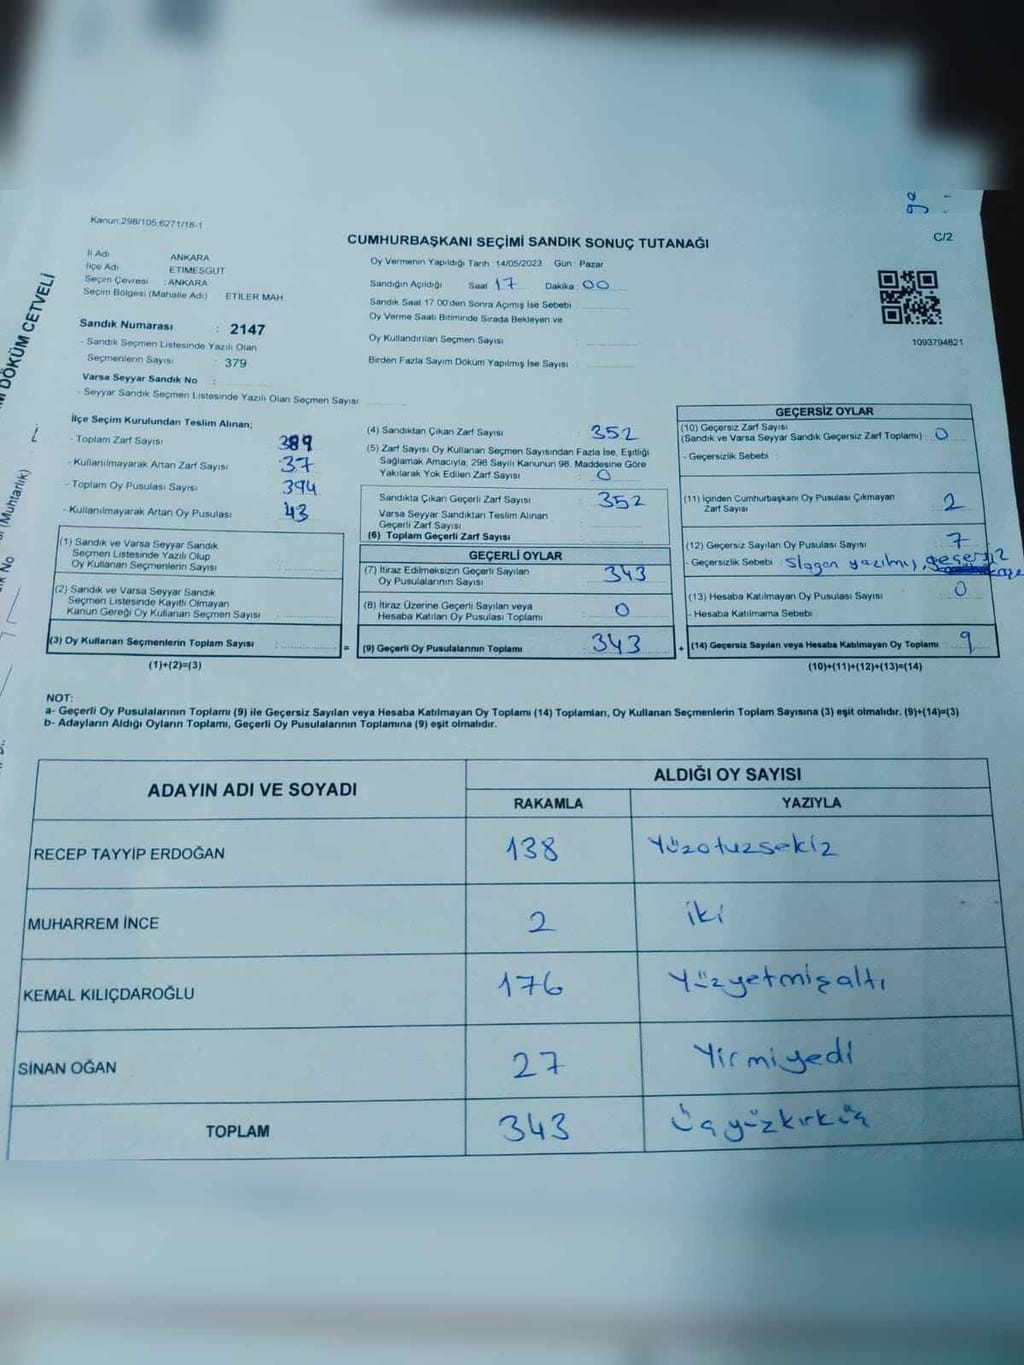 Kanun:298/105;6271/18-1
CUMHURBAŞKANI SEÇİMİ SANDIK SONUÇ TUTANAĞI
C/2
İl Adı ANKARA
İlçe Adı ETIMESGUT
Seçim Çevresi : ANKARA
Seçim Bölgesi (Mahalle Adı) ETİLER MAH
Sandık Numarası : 2147
- Sandık Seçmen Listesinde Yazılı Olan
Seçmenlerin Sayısı : 379
Varsa Seyyar Sandık No :
- Seyyar Sandık Seçmen Listesinde Yazılı Olan Seçmen Sayısı
Oy Vermenin Yapıldığı Tarih :14/05/2023 Gün : Pazar
Sandığın Açıldığı Saat 17 Dakika : 00
Sandık Saat 17.00'den Sonra Açımış İse Sebebi
Oy Verme Saati Bitiminde Sırada Bekleyen ve
Oy Kullandırılan Seçmen Sayısı :
Birden Fazla Sayım Döküm Yapılmış İse Sayısı :
1093794821
DÖKÜM CETVELİ
(Muhtarlık)
No
İlçe Seçim Kurulundan Teslim Alınan;
- Toplam Zarf Sayısı 389
- Kullanılmayarak Artan Zarf Sayısı : 37
- Toplam Oy Pusulası Sayısı : 394
- Kullanılmayarak Artan Oy Pusulası : 43
(1) Sandık ve Varsa Seyyar Sandık
Seçmen Listesinde Yazılı Olup
Oy Kullanan Seçmenlerin Sayısı :
(2) Sandık ve Varsa Seyyar Sandık
Seçmen Listesinde Kayıtlı Olmayan
Kanun Gereği Oy Kullanan Seçmen Sayısı :
(3) Oy Kullanan Seçmenlerin Toplam Sayısı :
(1)+(2)=(3)
=
(4) Sandıktan Çıkan Zarf Sayısı : 352
(5) Zarf Sayısı Oy Kullanan Seçmen Sayısından Fazla İse, Eşitliği
Sağlamak Amacıyla; 298 Sayılı Kanunun 98. Maddesine Göre
Yakılarak Yok Edilen Zarf Sayısı : 0
Sandıkta Çıkan Geçerli Zarf Sayısı : 352
Varsa Seyyar Sandıktan Teslim Alınan
Geçerli Zarf Sayısı :
(6) Toplam Geçerli Zarf Sayısı :
GEÇERLİ OYLAR
(7) İtiraz Edilmeksizin Geçerli Sayılan
Oy Pusulalarının Sayısı : 343
(8) İtiraz Üzerine Geçerli Sayılan veya
Hesaba Katılan Oy Pusulaları Toplamı : 0
(9) Geçerli Oy Pusulalarının Toplamı : 343
+
GEÇERSİZ OYLAR
(10) Geçersiz Zarf Sayısı
(Sandık ve Varsa Seyyar Sandık Geçersiz Zarf Toplamı) : 0
- Geçersizlik Sebebi :
(11) İçinden Cumhurbaşkanı Oy Pusulası Çıkmayan
Zarf Sayısı : 2
(12) Geçersiz Sayılan Oy Pusulası Sayısı : 7
- Geçersizlik Sebebi : slogan yazılmış, geçersiz
(13) Hesaba Katılmayan Oy Pusulası Sayısı : 0
- Hesaba Katılmama Sebebi :
(14) Geçersiz Sayılan veya Hesaba Katılmayan Oy Toplamı : 9
(10)+(11)+(12)+(13)=(14)
NOT:
a- Geçerli Oy Pusulalarının Toplamı (9) ile Geçersiz Sayılan veya Hesaba Katılmayan Oy Toplamı (14) Toplamları, Oy Kullanan Seçmenlerin Toplam Sayısına (3) eşit olmalıdır. (9)+(14)=(3)
b- Adayların Aldığı Oyların Toplamı, Geçerli Oy Pusulalarının Toplamına (9) eşit olmalıdır.
ADAYIN ADI VE SOYADI
ALDIĞI OY SAYISI
RAKAMLA YAZIYLA
RECEP TAYYİP ERDOĞAN 138 Yüzotuzsekiz
MUHARREM İNCE 2 iki
KEMAL KILIÇDAROĞLU 176 Yüzyetmişaltı
SİNAN OĞAN 27 Yirmiyedi
TOPLAM 343 Üçyüzkırküç